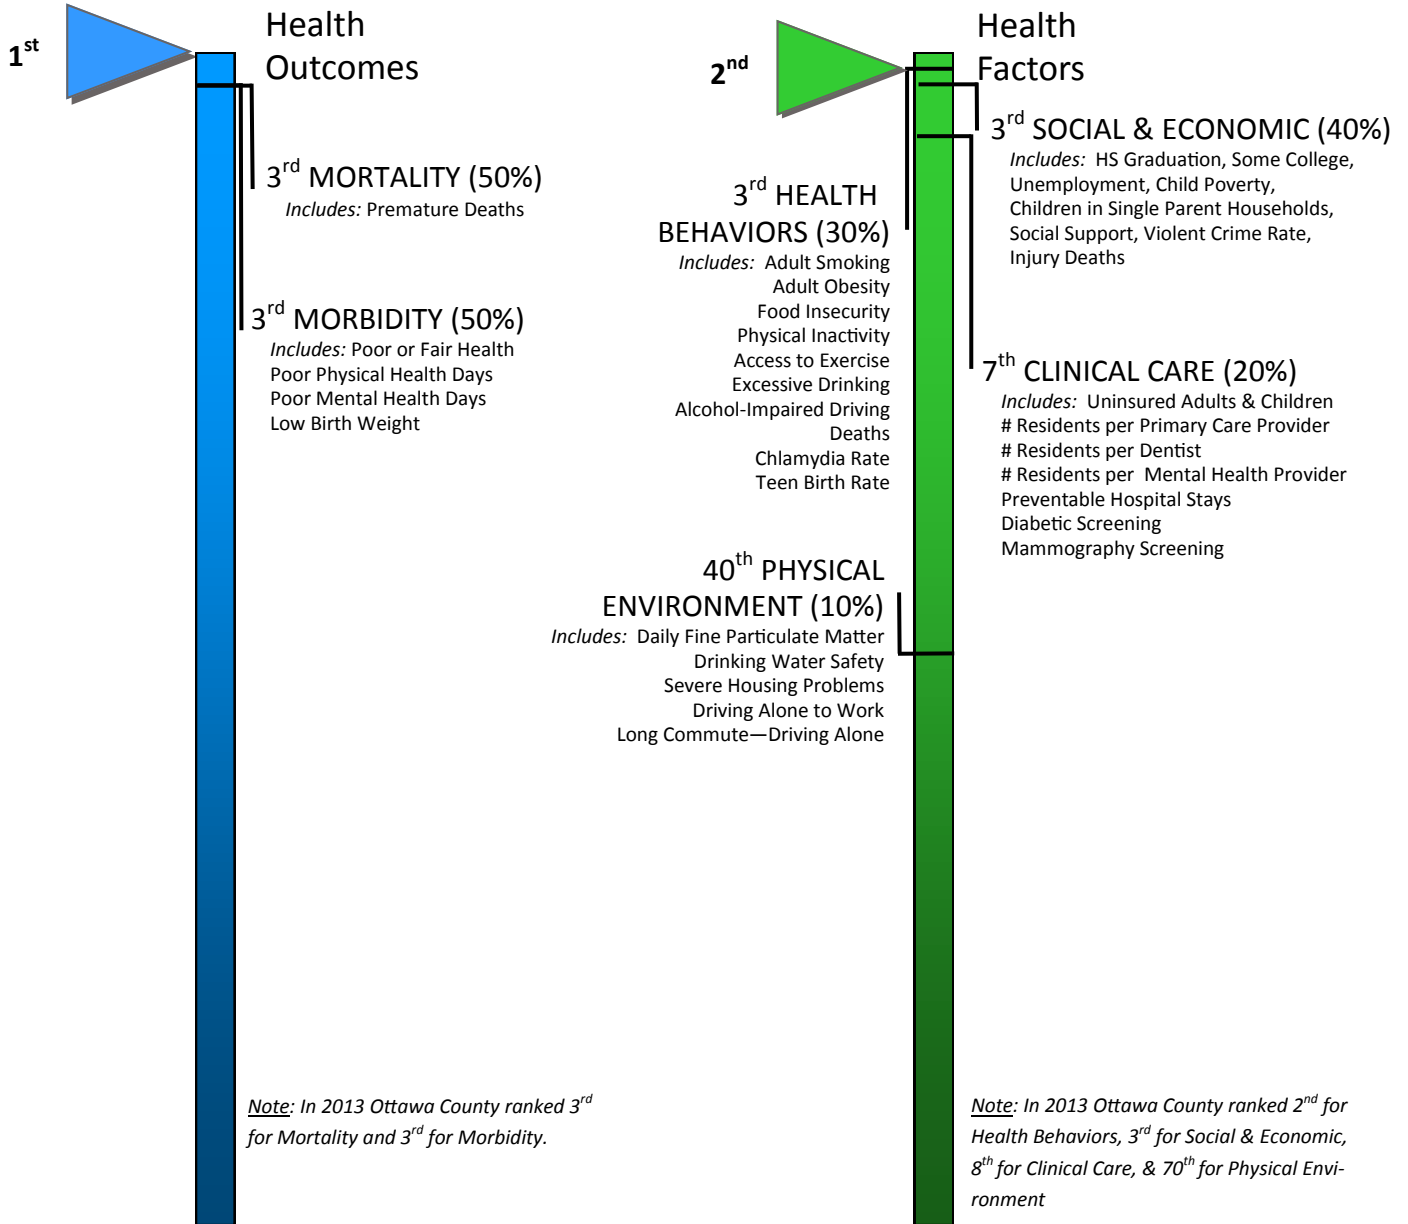 1st
Health
Outcomes
3rd MORTALITY (50%)
Includes: Premature Deaths
3rd MORBIDITY (50%)
Includes: Poor or Fair Health
Poor Physical Health Days
Poor Mental Health Days
Low Birth Weight
Note: In 2013 Ottawa County ranked 3rd
for Mortality and 3rd for Morbidity.
2nd
Health
Factors
3rd SOCIAL & ECONOMIC (40%)
Includes: HS Graduation, Some College,
Unemployment, Child Poverty,
Children in Single Parent Households,
Social Support, Violent Crime Rate,
Injury Deaths
3rd HEALTH
BEHAVIORS (30%)
Includes: Adult Smoking
Adult Obesity
Food Insecurity
Physical Inactivity
Access to Exercise
Excessive Drinking
Alcohol-Impaired Driving
Deaths
Chlamydia Rate
Teen Birth Rate
7th CLINICAL CARE (20%)
Includes: Uninsured Adults & Children
# Residents per Primary Care Provider
# Residents per Dentist
# Residents per Mental Health Provider
Preventable Hospital Stays
Diabetic Screening
Mammography Screening
40th PHYSICAL
ENVIRONMENT (10%)
Includes: Daily Fine Particulate Matter
Drinking Water Safety
Severe Housing Problems
Driving Alone to Work
Long Commute—Driving Alone
Note: In 2013 Ottawa County ranked 2nd for
Health Behaviors, 3rd for Social & Economic,
8th for Clinical Care, & 70th for Physical Envi-
ronment